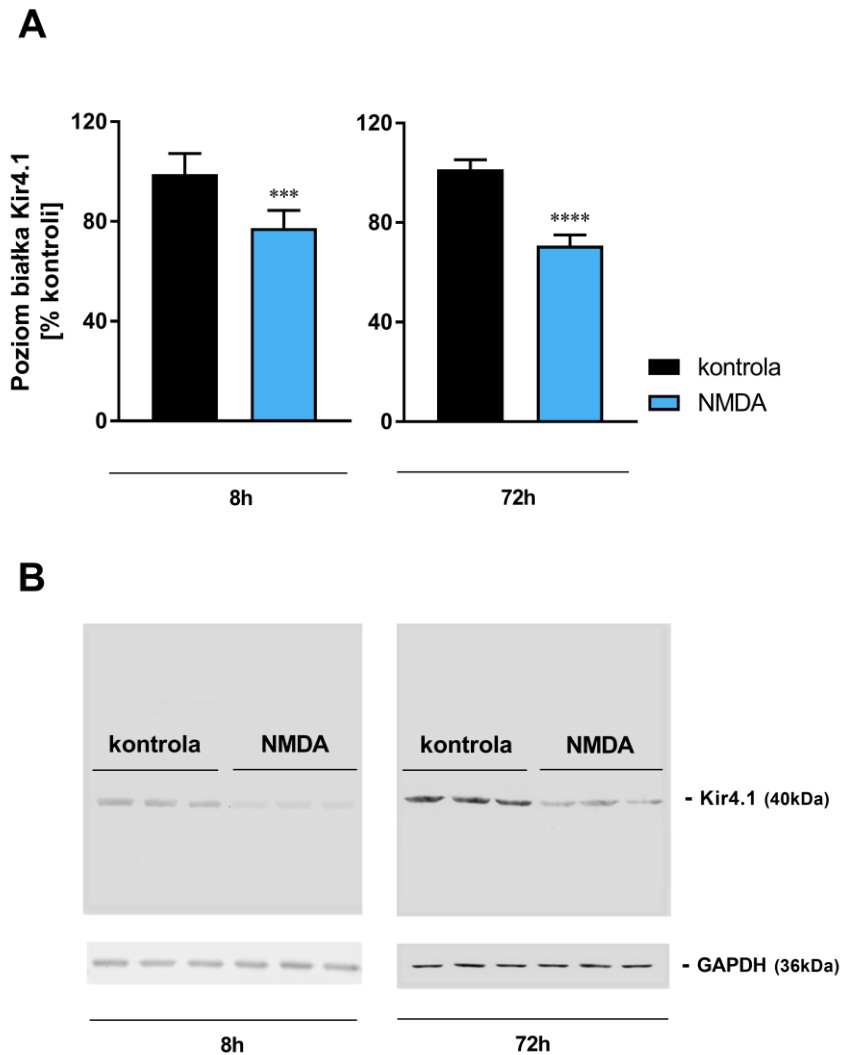 A
Poziom białka Kir4.1
[% kontroli]
120
80
40
0
***
120
80
40
0
****
kontrola
NMDA
8h
72h
B
kontrola
NMDA
kontrola
NMDA
- Kir4.1 (40kDa)
- GAPDH (36kDa)
8h
72h